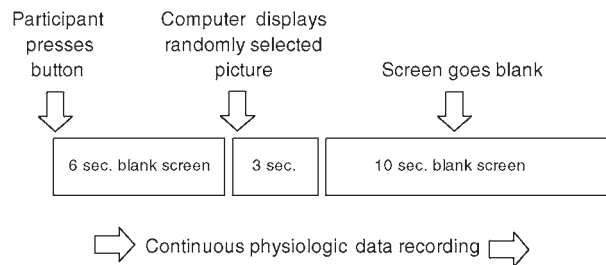 Participant
presses
button
Computer displays
randomly selected
picture
Screen goes blank
6 sec. blank screen
3 sec.
10 sec. blank screen
Continuous physiologic data recording